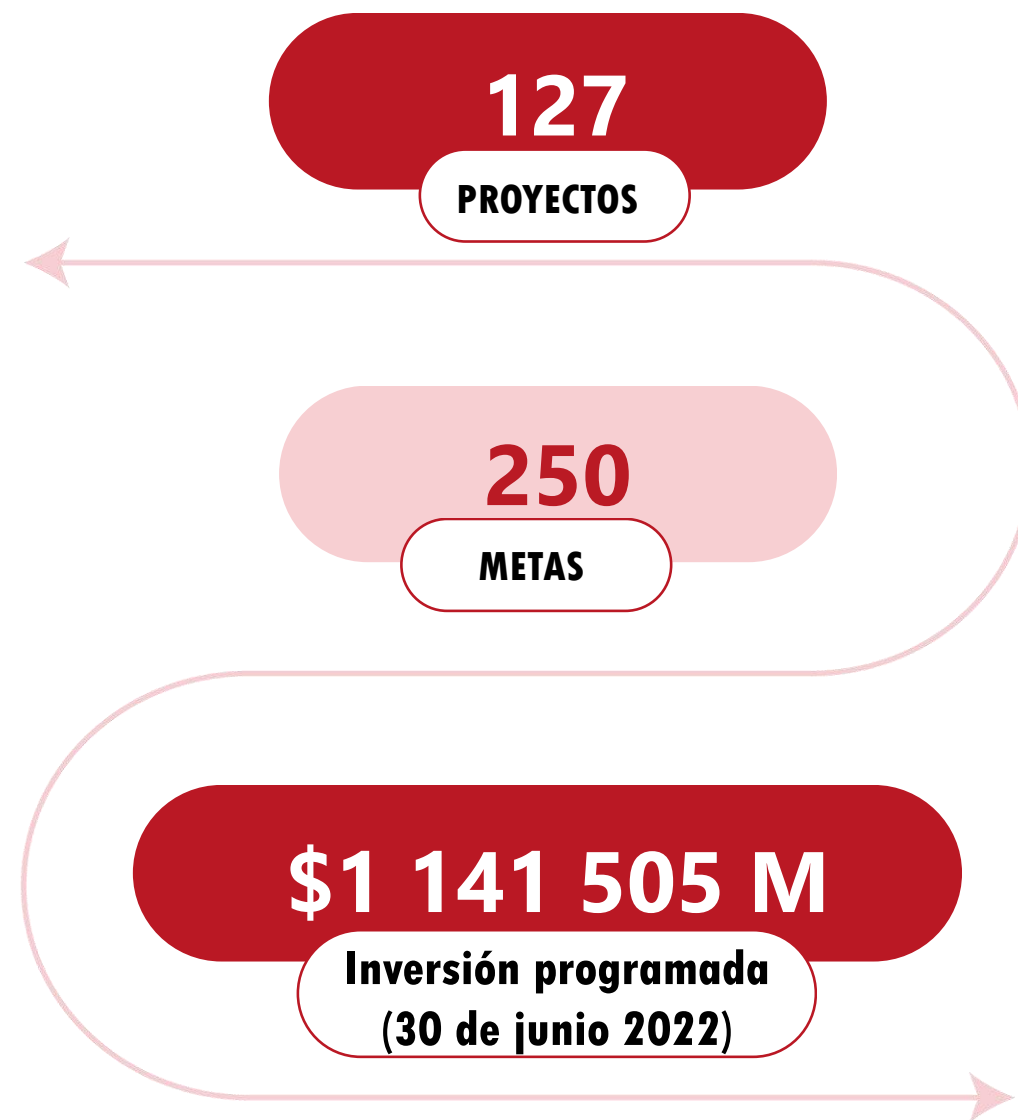 127
PROYECTOS
250
METAS
$1 141 505 M
Inversión programada
(30 de junio 2022)